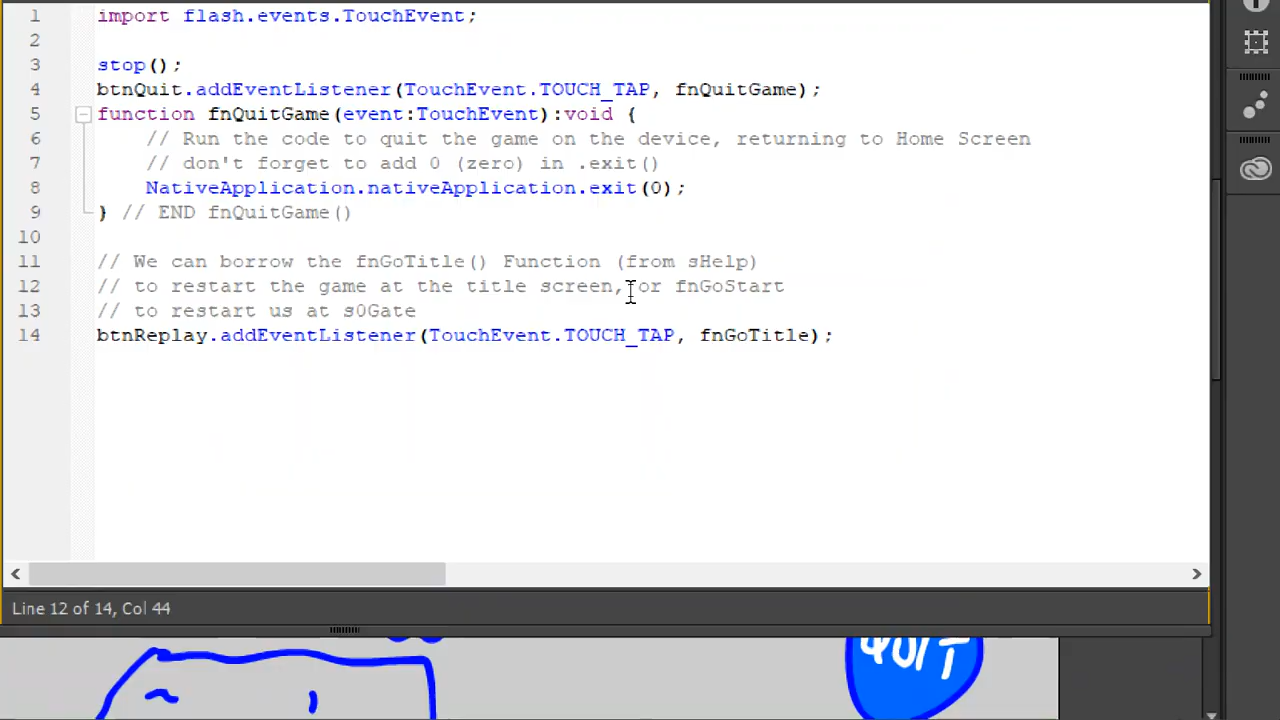 1 import flash.events.TouchEvent;
2
3 stop();
4 btnQuit.addEventListener(TouchEvent.TOUCH_TAP, fnQuitGame);
5 function fnQuitGame(event:TouchEvent):void {
6 // Run the code to quit the game on the device, returning to Home Screen
7 // don't forget to add 0 (zero) in .exit()
8 NativeApplication.nativeApplication.exit(0);
9 } // END fnQuitGame()
10
11 // We can borrow the fnGoTitle() Function (from sHelp)
12 // to restart the game at the title screen, or fnGoStart
13 // to restart us at s0Gate
14 btnReplay.addEventListener(TouchEvent.TOUCH_TAP, fnGoTitle);
Line 12 of 14, Col 44
QUIT